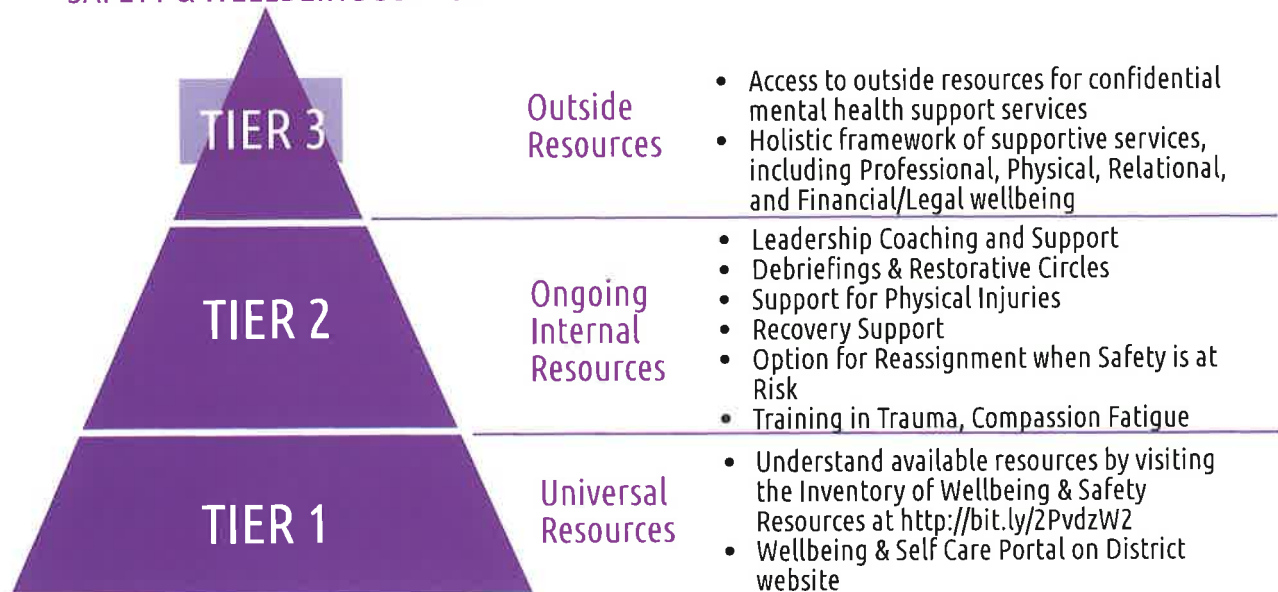 TIER 3
Outside
Resources
• Access to outside resources for confidential
mental health support services
• Holistic framework of supportive services,
including Professional, Physical, Relational,
and Financial/Legal wellbeing
TIER 2
Ongoing
Internal
Resources
• Leadership Coaching and Support
• Debriefings & Restorative Circles
• Support for Physical Injuries
• Recovery Support
• Option for Reassignment when Safety is at
Risk
• Training in Trauma, Compassion Fatigue
TIER 1
Universal
Resources
• Understand available resources by visiting
the Inventory of Wellbeing & Safety
Resources at http://bit.ly/2PvdzW2
• Wellbeing & Self Care Portal on District
website